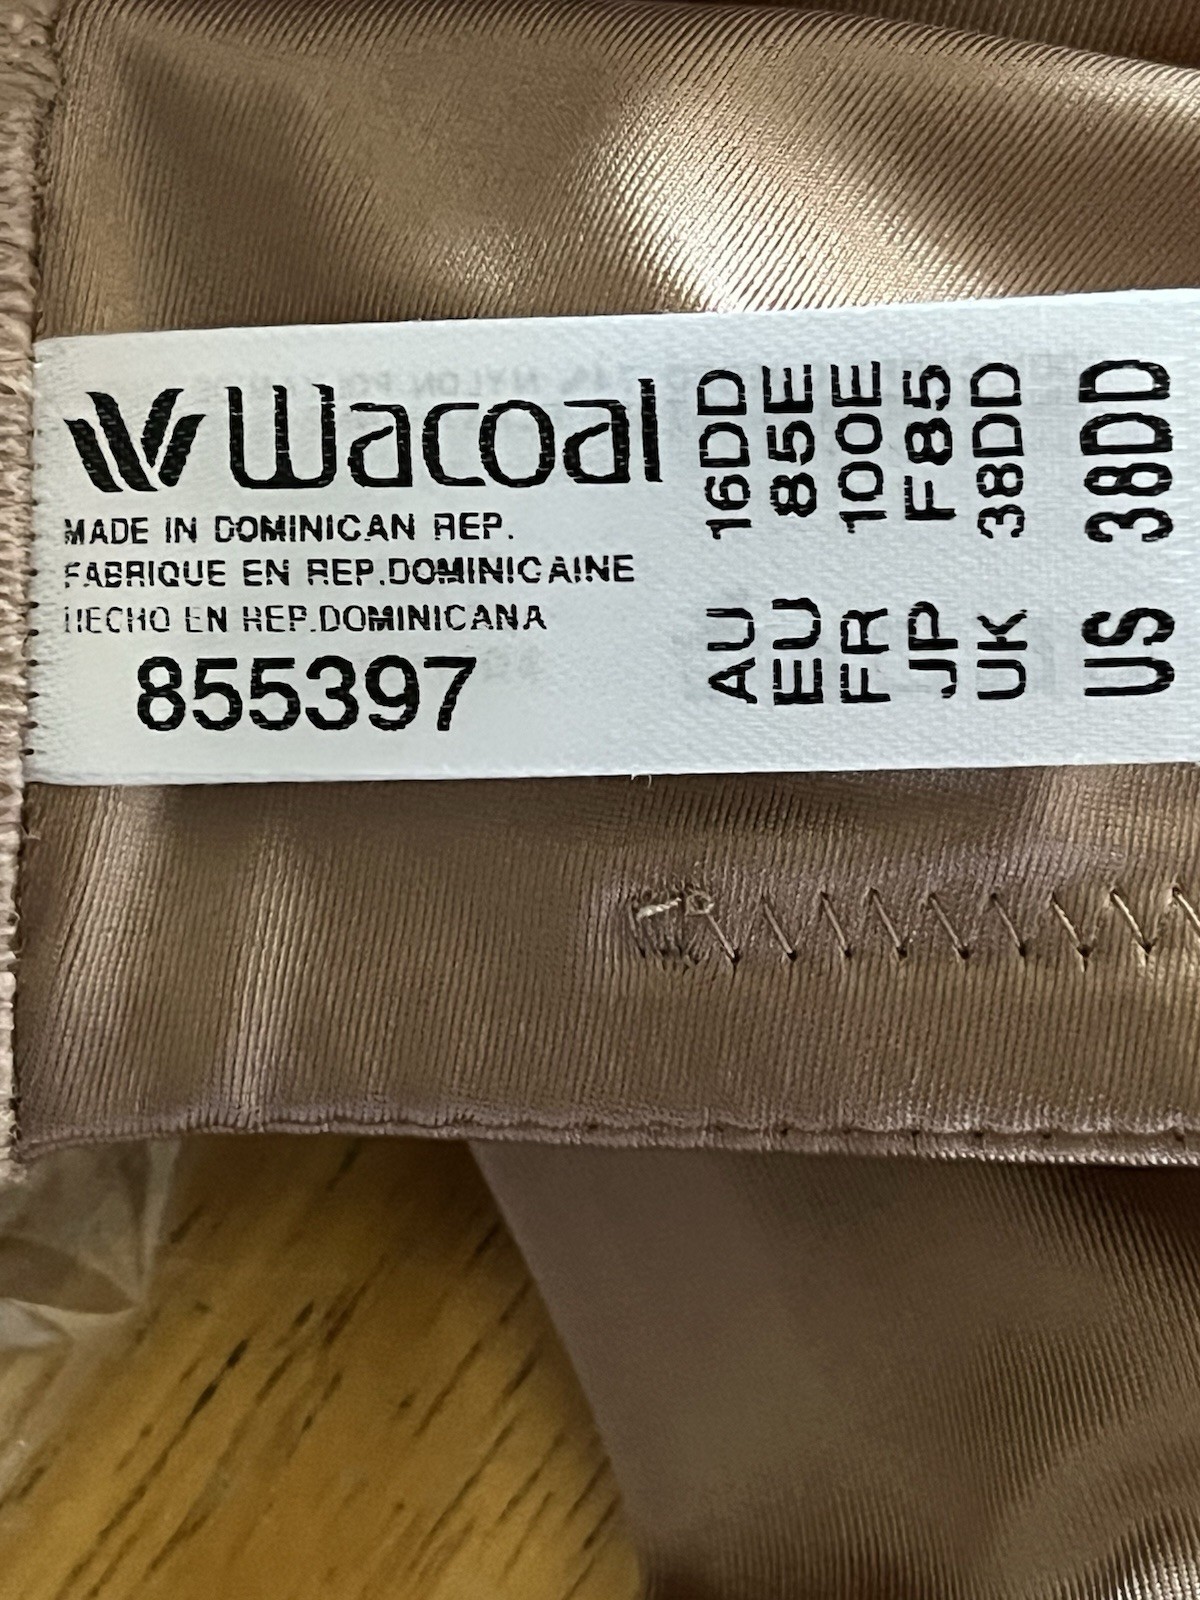 Wacoal
MADE IN DOMINICAN REP.
FABRIQUE EN REP.DOMINICAINE
HECHO EN REP.DOMINICANA
855397
AU 16DD
EU 85E
FR 100E
JP F85
UK 38DD
US 38DD